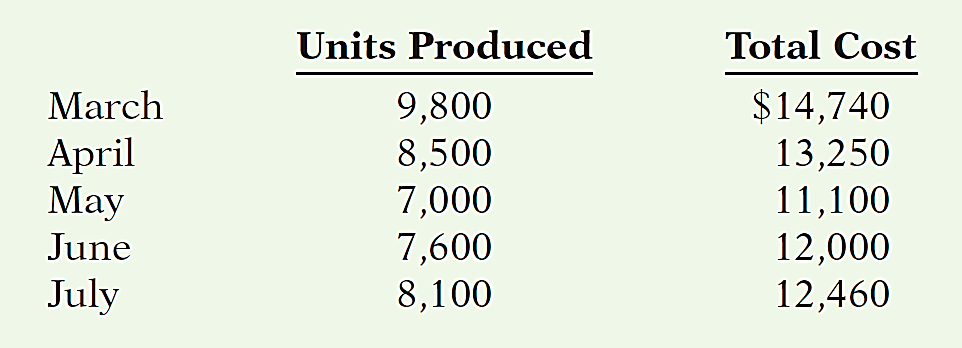 Units Produced Total Cost
March 9,800 $14,740
April 8,500 13,250
May 7,000 11,100
June 7,600 12,000
July 8,100 12,460